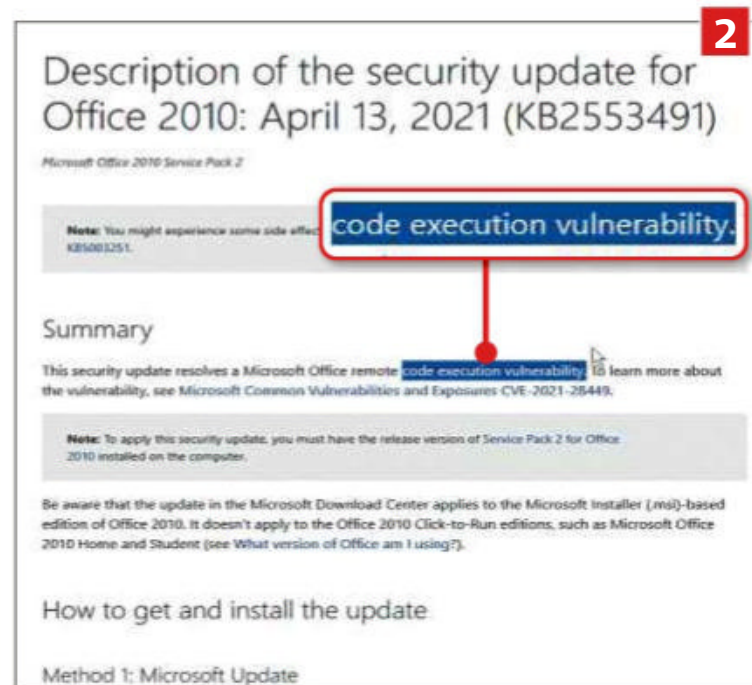 2
Description of the security update for
Office 2010: April 13, 2021 (KB2553491)
Microsoft Office 2010 Service Pack 2
Note: You might experience some side effec
KB5003251.
code execution vulnerability.
Summary
This security update resolves a Microsoft Office remote code execution vulnerability. To learn more about
the vulnerability, see Microsoft Common Vulnerabilities and Exposures CVE-2021-28449.
Note: To apply this security update, you must have the release version of Service Pack 2 for Office
2010 installed on the computer.
Be aware that the update in the Microsoft Download Center applies to the Microsoft Installer (.msi)-based
edition of Office 2010. It doesn't apply to the Office 2010 Click-to-Run editions, such as Microsoft Office
2010 Home and Student (see What version of Office am I using?).
How to get and install the update
Method 1: Microsoft Update